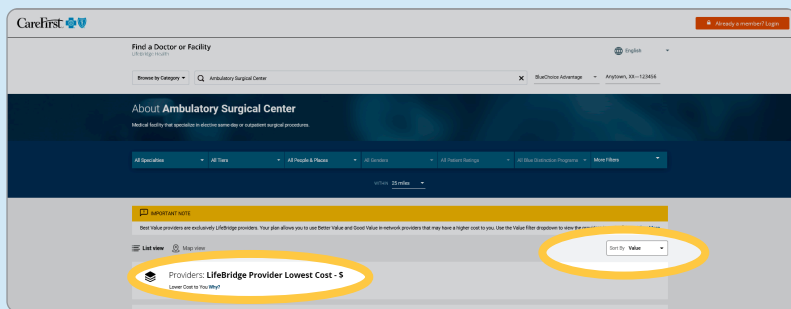 CareFirst
Already a member? Login
Find a Doctor or Facility
LifeBridge Health
English
Browse by Category
Ambulatory Surgical Center
BlueChoice Advantage
Anytown, XX—123456
About Ambulatory Surgical Center
Medical facility that specialize in elective same day or outpatient surgical procedures.
All Specialties
All Tiers
All People & Places
All Genders
All Patient Ratings
All Blue Distinction Programs
More Filters
WITHIN 25 miles
IMPORTANT NOTE
Best Value providers are exclusively LifeBridge providers. Your plan allows you to use Better Value and Good Value in-network providers that may have a higher cost to you. Use the Value Filter dropdown to view the
List view
Map view
Sort By Value
Providers: LifeBridge Provider Lowest Cost - $
Lower Cost to You Why?